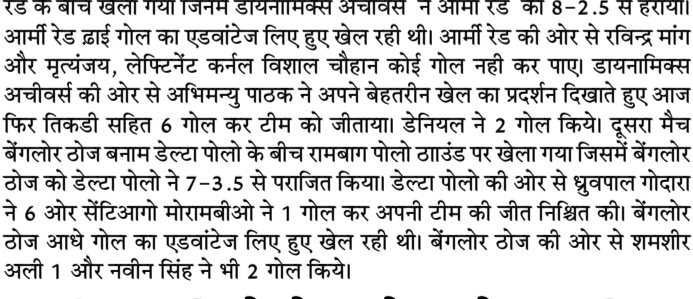 रेड के बीच खेला गया जिनमें डायनामिक्स अचीवर्स ने आर्मी रेड को 8-2.5 से हराया।
आर्मी रेड ढ़ाई गोल का एडवांटेज लिए हुए खेल रही थी। आर्मी रेड की ओर से रविन्द्र मांग
और मृत्यंजय, लेफ्टिनेंट कर्नल विशाल चौहान कोई गोल नही कर पाए। डायनामिक्स
अचीवर्स की ओर से अभिमन्यु पाठक ने अपने बेहतरीन खेल का प्रदर्शन दिखाते हुए आज
फिर तिकडी सहित 6 गोल कर टीम को जीताया। डेनियल ने 2 गोल किये। दूसरा मैच
बेंगलोर ठोज बनाम डेल्टा पोलो के बीच रामबाग पोलो ठााउंड पर खेला गया जिसमें बेंगलोर
ठोज को डेल्टा पोलो ने 7-3.5 से पराजित किया। डेल्टा पोलो की ओर से ध्रुवपाल गोदारा
ने 6 ओर सेंटिआगो मोरामबीओ ने 1 गोल कर अपनी टीम की जीत निश्चित की। बेंगलोर
ठोज आधे गोल का एडवांटेज लिए हुए खेल रही थी। बेंगलोर ठोज की ओर से शमशीर
अली 1 और नवीन सिंह ने भी 2 गोल किये।